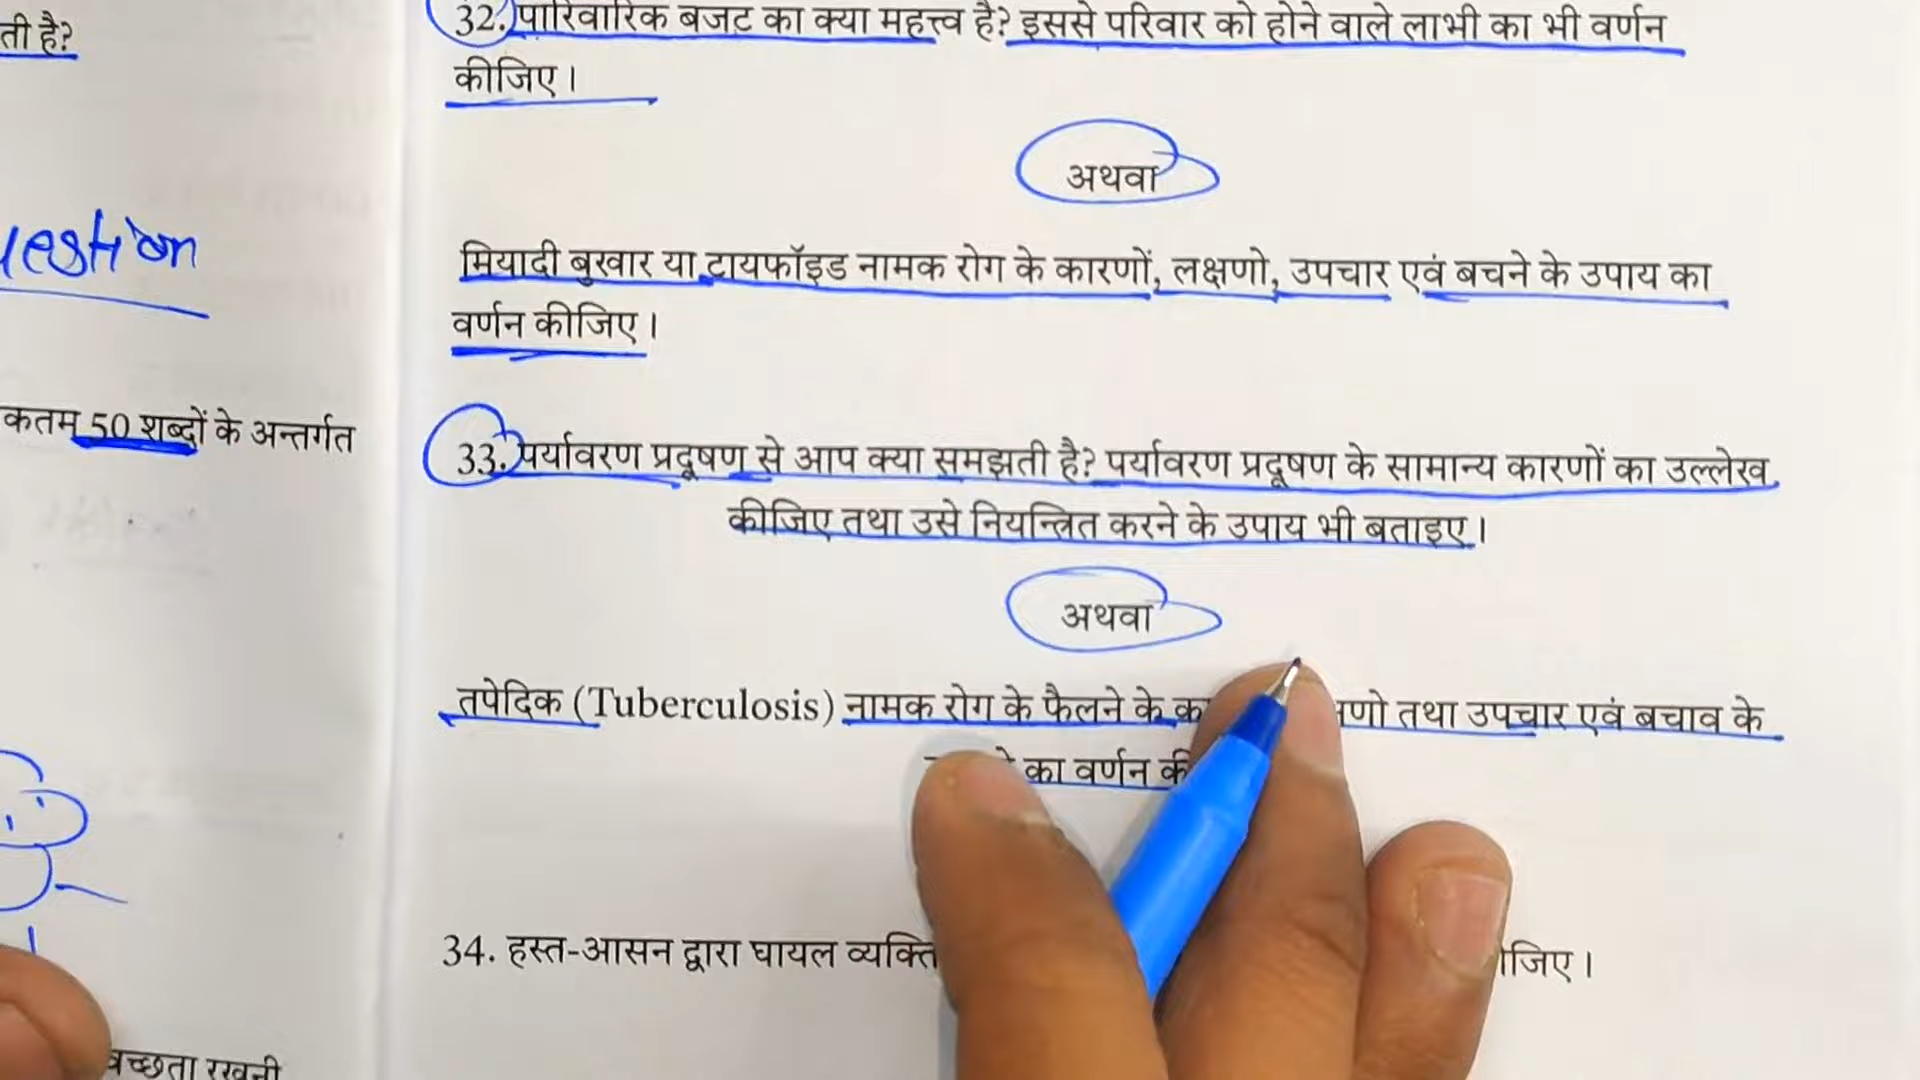 ती है?
uestion
कतम 50 शब्दों के अन्तर्गत
रखनी
32. पारिवारिक बजट का क्या महत्त्व है? इससे परिवार को होने वाले लाभी का भी वर्णन
कीजिए।
अथवा
मियादी बुखार या टायफॉइड नामक रोग के कारणों, लक्षणो, उपचार एवं बचने के उपाय का
वर्णन कीजिए।
33. पर्यावरण प्रदूषण से आप क्या समझती है? पर्यावरण प्रदूषण के सामान्य कारणों का उल्लेख
कीजिए तथा उसे नियन्त्रित करने के उपाय भी बताइए।
अथवा
तपेदिक (Tuberculosis) नामक रोग के फैलने के तथा उपचार एवं बचाव के
का वर्णन
34. हस्त-आसन द्वारा घायल